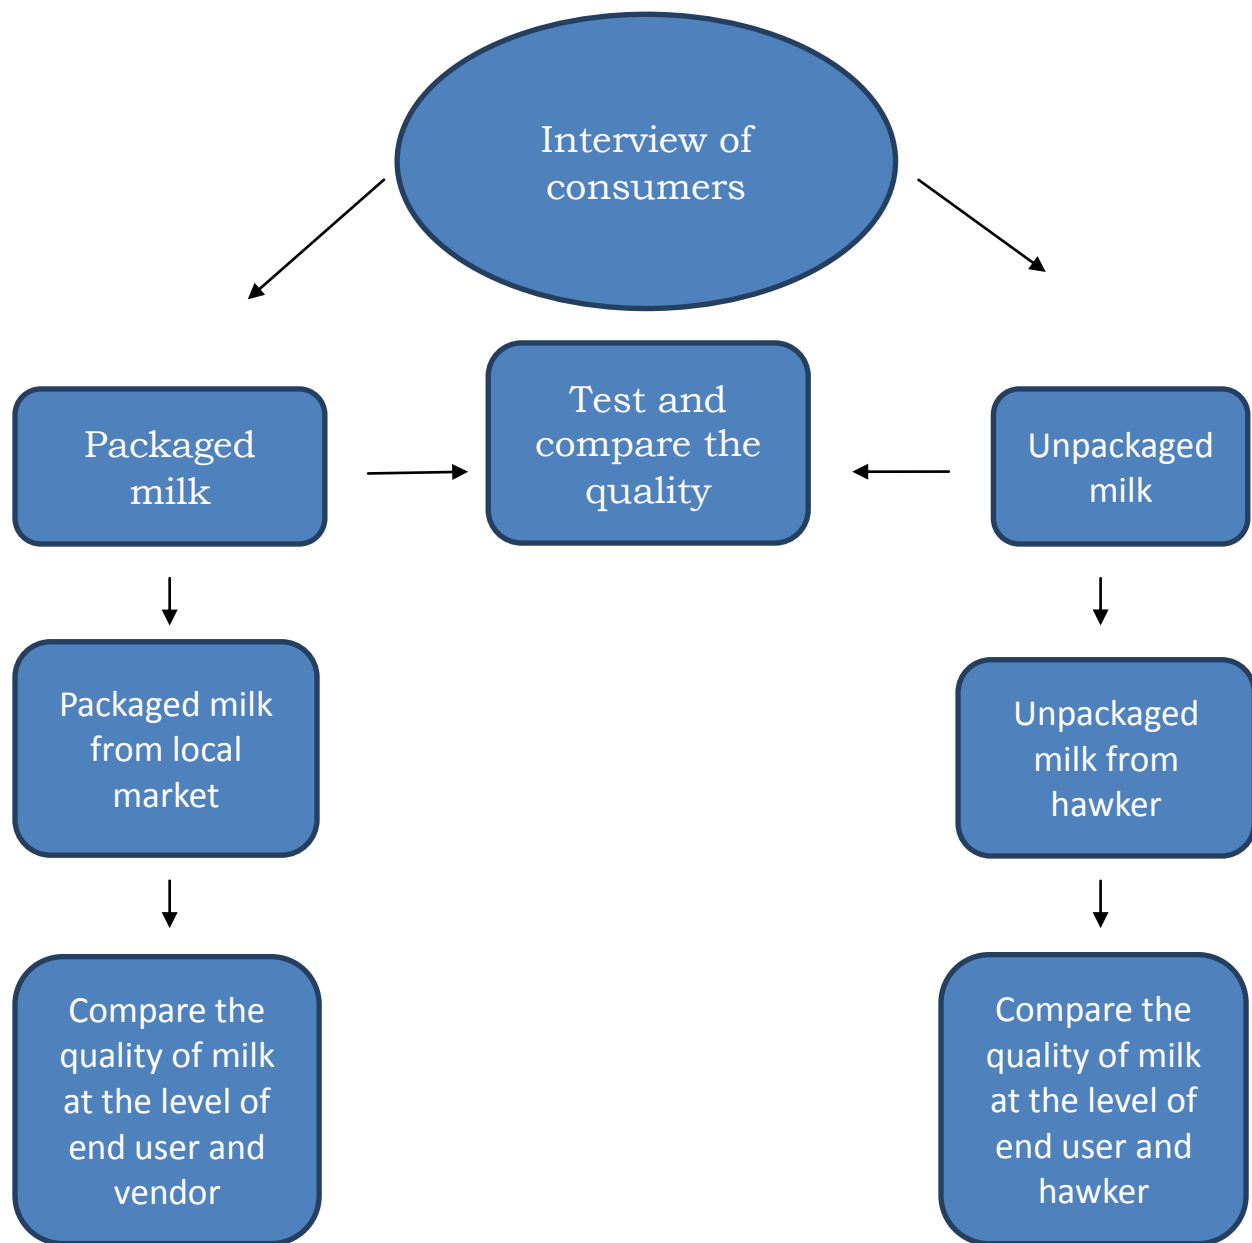 Interview of
consumers
Test and
compare the
quality
Packaged
milk
Unpackaged
milk
Packaged milk
from local
market
Unpackaged
milk from
hawker
Compare the
quality of milk
at the level of
end user and
vendor
Compare the
quality of milk
at the level of
end user and
hawker